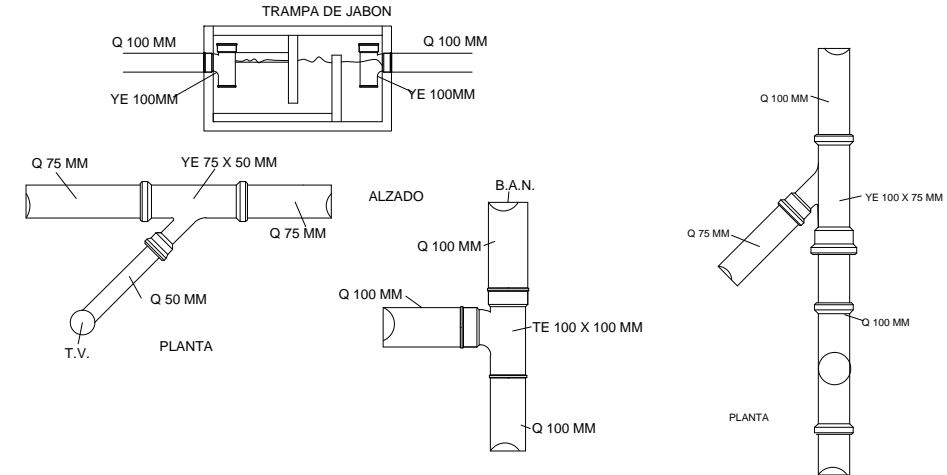 TRAMPA DE JABON
Q 100 MM
Q 100 MM
YE 100MM
YE 100MM
Q 75 MM
YE 75 X 50 MM
Q 75 MM
Q 50 MM
T.V.
PLANTA
ALZADO
B.A.N.
Q 100 MM
Q 100 MM
TE 100 X 100 MM
Q 100 MM
Q 100 MM
YE 100 X 75 MM
Q 75 MM
Q 100 MM
PLANTA